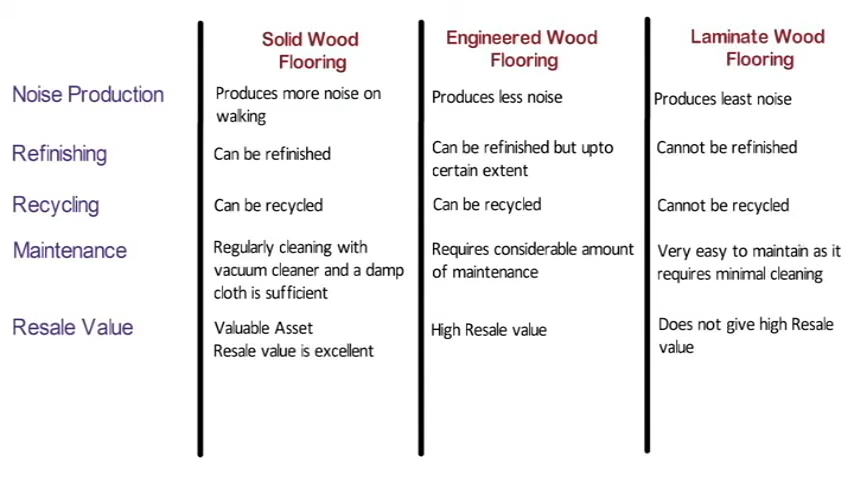 Solid Wood
Flooring
Engineered Wood
Flooring
Laminate Wood
Flooring
Noise Production
Produces more noise on
walking
Produces less noise
Produces least noise
Refinishing
Can be refinished
Can be refinished but upto
certain extent
Cannot be refinished
Recycling
Can be recycled
Can be recycled
Cannot be recycled
Maintenance
Regularly cleaning with
vacuum cleaner and a damp
cloth is sufficient
Requires considerable amount
of maintenance
Very easy to maintain as it
requires minimal cleaning
Resale Value
Valuable Asset
Resale value is excellent
High Resale value
Does not give high Resale
value